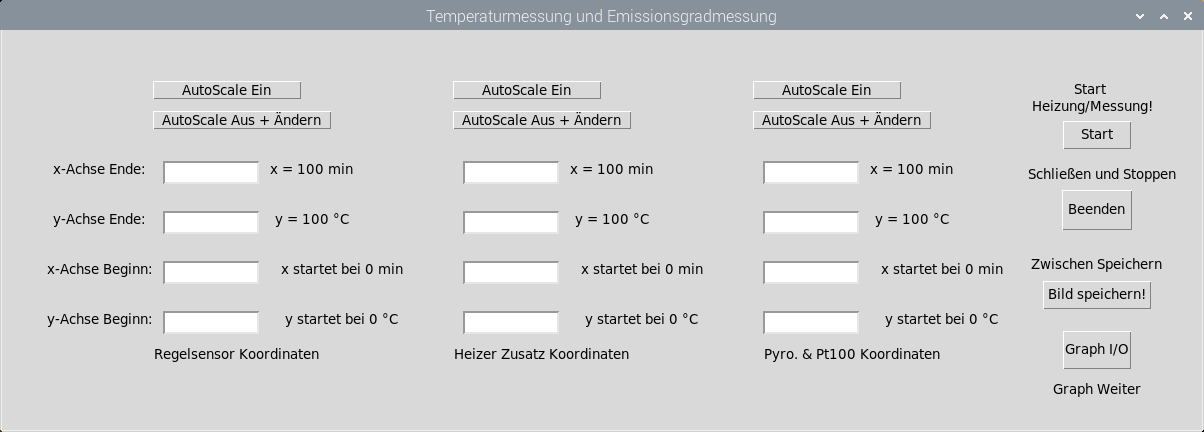 Temperaturmessung und Emissionsgradmessung
AutoScale Ein
AutoScale Ein
AutoScale Ein
Start
Heizung/Messung!
AutoScale Aus + Ändern
AutoScale Aus + Ändern
AutoScale Aus + Ändern
Start
x-Achse Ende:
x = 100 min
x = 100 min
x = 100 min
Schließen und Stoppen
Beenden
y-Achse Ende:
y = 100 °C
y = 100 °C
y = 100 °C
x-Achse Beginn:
x startet bei 0 min
x startet bei 0 min
x startet bei 0 min
Zwischen Speichern
Bild speichern!
y-Achse Beginn:
y startet bei 0 °C
y startet bei 0 °C
y startet bei 0 °C
Regelsensor Koordinaten
Heizer Zusatz Koordinaten
Pyro. & Pt100 Koordinaten
Graph I/O
Graph Weiter